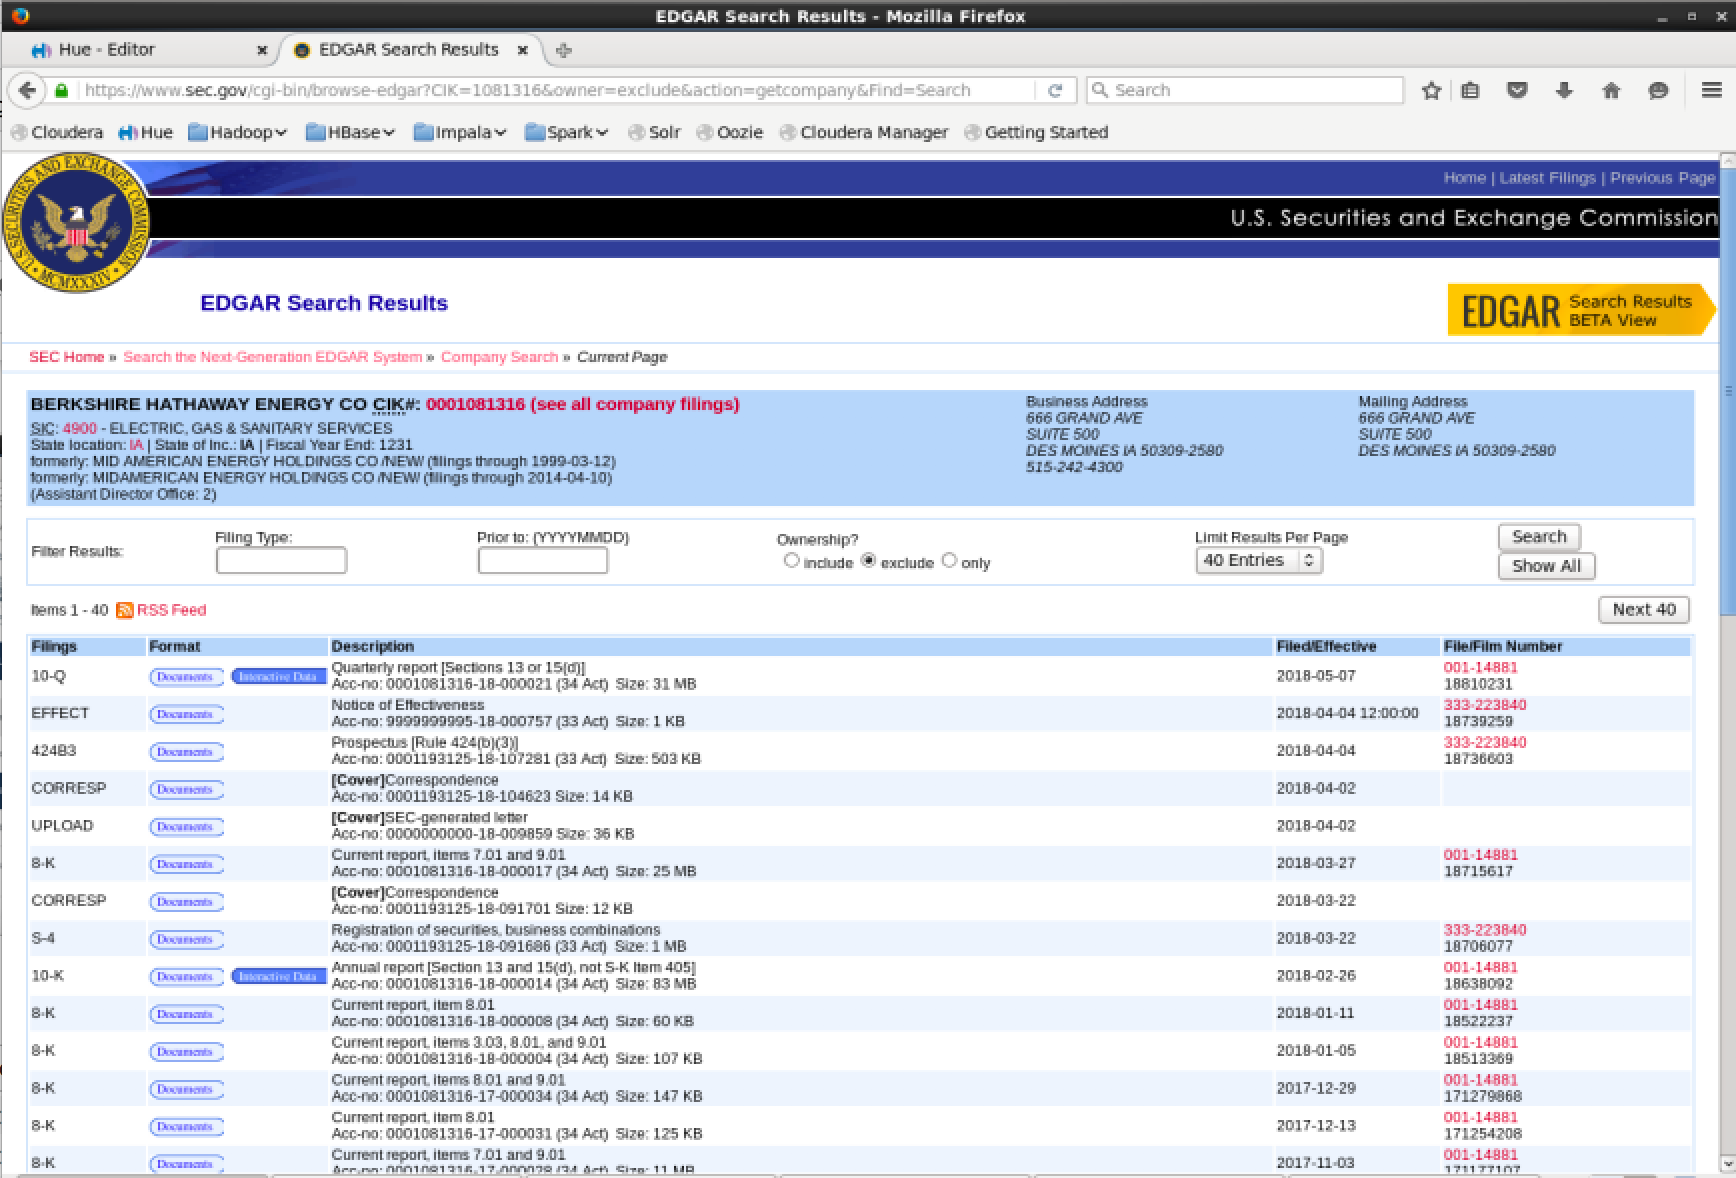 EDGAR Search Results - Mozilla Firefox
Hue - Editor
EDGAR Search Results
https://www.sec.gov/cgi-bin/browse-edgar?CIK=1081316&owner=exclude&action=getcompany&Find=Search
Search
Cloudera Hue Hadoop HBase Impala Spark Solr Oozie Cloudera Manager Getting Started
U.S. SECURITIES AND EXCHANGE COMMISSION
MCMXXXIV
Home | Latest Filings | Previous Page
U.S. Securities and Exchange Commission
EDGAR Search Results
EDGAR Search Results
BETA View
SEC Home » Search the Next-Generation EDGAR System » Company Search » Current Page
BERKSHIRE HATHAWAY ENERGY CO CIK#: 0001081316 (see all company filings)
SIC: 4900 - ELECTRIC, GAS & SANITARY SERVICES
State location: IA | State of Inc.: IA | Fiscal Year End: 1231
formerly: MID AMERICAN ENERGY HOLDINGS CO /NEW/ (filings through 1999-03-12)
formerly: MIDAMERICAN ENERGY HOLDINGS CO /NEW/ (filings through 2014-04-10)
(Assistant Director Office: 2)
Business Address
666 GRAND AVE
SUITE 500
DES MOINES IA 50309-2580
515-242-4300
Mailing Address
666 GRAND AVE
SUITE 500
DES MOINES IA 50309-2580
Filter Results:
Filing Type:
Prior to: (YYYYMMDD)
Ownership?
include exclude only
Limit Results Per Page
40 Entries
Search
Show All
Items 1 - 40 RSS Feed
Next 40
Filings Format Description Filed/Effective File/Film Number
10-Q Documents Interactive Data Quarterly report [Sections 13 or 15(d)] 2018-05-07 001-14881
Acc-no: 0001081316-18-000021 (34 Act) Size: 31 MB 18810231
EFFECT Documents Notice of Effectiveness 2018-04-04 12:00:00 333-223840
Acc-no: 9999999995-18-000757 (33 Act) Size: 1 KB 18739259
424B3 Documents Prospectus [Rule 424(b)(3)] 2018-04-04 333-223840
Acc-no: 0001193125-18-107281 (33 Act) Size: 503 KB 18736603
CORRESP Documents [Cover]Correspondence 2018-04-02
Acc-no: 0001193125-18-104623 Size: 14 KB
UPLOAD Documents [Cover]SEC-generated letter 2018-04-02
Acc-no: 0000000000-18-009859 Size: 36 KB
8-K Documents Current report, items 7.01 and 9.01 2018-03-27 001-14881
Acc-no: 0001081316-18-000017 (34 Act) Size: 25 MB 18715617
CORRESP Documents [Cover]Correspondence 2018-03-22
Acc-no: 0001193125-18-091701 Size: 12 KB
S-4 Documents Registration of securities, business combinations 2018-03-22 333-223840
Acc-no: 0001193125-18-091686 (33 Act) Size: 1 MB 18706077
10-K Documents Interactive Data Annual report [Section 13 and 15(d), not S-K Item 405] 2018-02-26 001-14881
Acc-no: 0001081316-18-000014 (34 Act) Size: 83 MB 18638092
8-K Documents Current report, item 8.01 2018-01-11 001-14881
Acc-no: 0001081316-18-000008 (34 Act) Size: 60 KB 18522237
8-K Documents Current report, items 3.03, 8.01, and 9.01 2018-01-05 001-14881
Acc-no: 0001081316-18-000004 (34 Act) Size: 107 KB 18513369
8-K Documents Current report, items 8.01 and 9.01 2017-12-29 001-14881
Acc-no: 0001081316-17-000034 (34 Act) Size: 147 KB 171279868
8-K Documents Current report, item 8.01 2017-12-13 001-14881
Acc-no: 0001081316-17-000031 (34 Act) Size: 125 KB 171254208
8-K Documents Current report, items 7.01 and 9.01 2017-11-03 001-14881
Acc-no: 0001081316-17-000028 (34 Act) Size: 11 MB 171177107